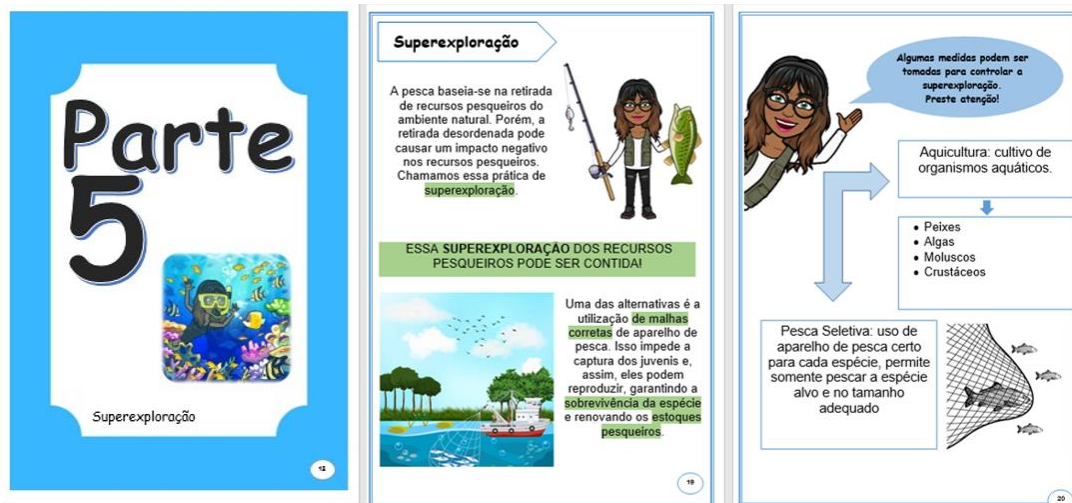 Parte
5
Superexploração
18
Superexploração
A pesca baseia-se na retirada
de recursos pesqueiros do
ambiente natural. Porém, a
retirada desordenada pode
causar um impacto negativo
nos recursos pesqueiros.
Chamamos essa prática de
superexploração.
ESSA SUPEREXPLORAÇÃO DOS RECURSOS
PESQUEIROS PODE SER CONTIDA!
Uma das alternativas é a
utilização de malhas
corretas de aparelho de
pesca. Isso impede a
captura dos juvenis e,
assim, eles podem
reproduzir, garantindo a
sobrevivência da espécie
e renovando os estoques
pesqueiros.
19
Algumas medidas podem ser
tomadas para controlar a
superexploração.
Preste atenção!
Aquicultura: cultivo de
organismos aquáticos.
• Peixes
• Algas
• Moluscos
• Crustáceos
Pesca Seletiva: uso de
aparelho de pesca certo
para cada espécie, permite
somente pescar a espécie
alvo e no tamanho
adequado
20